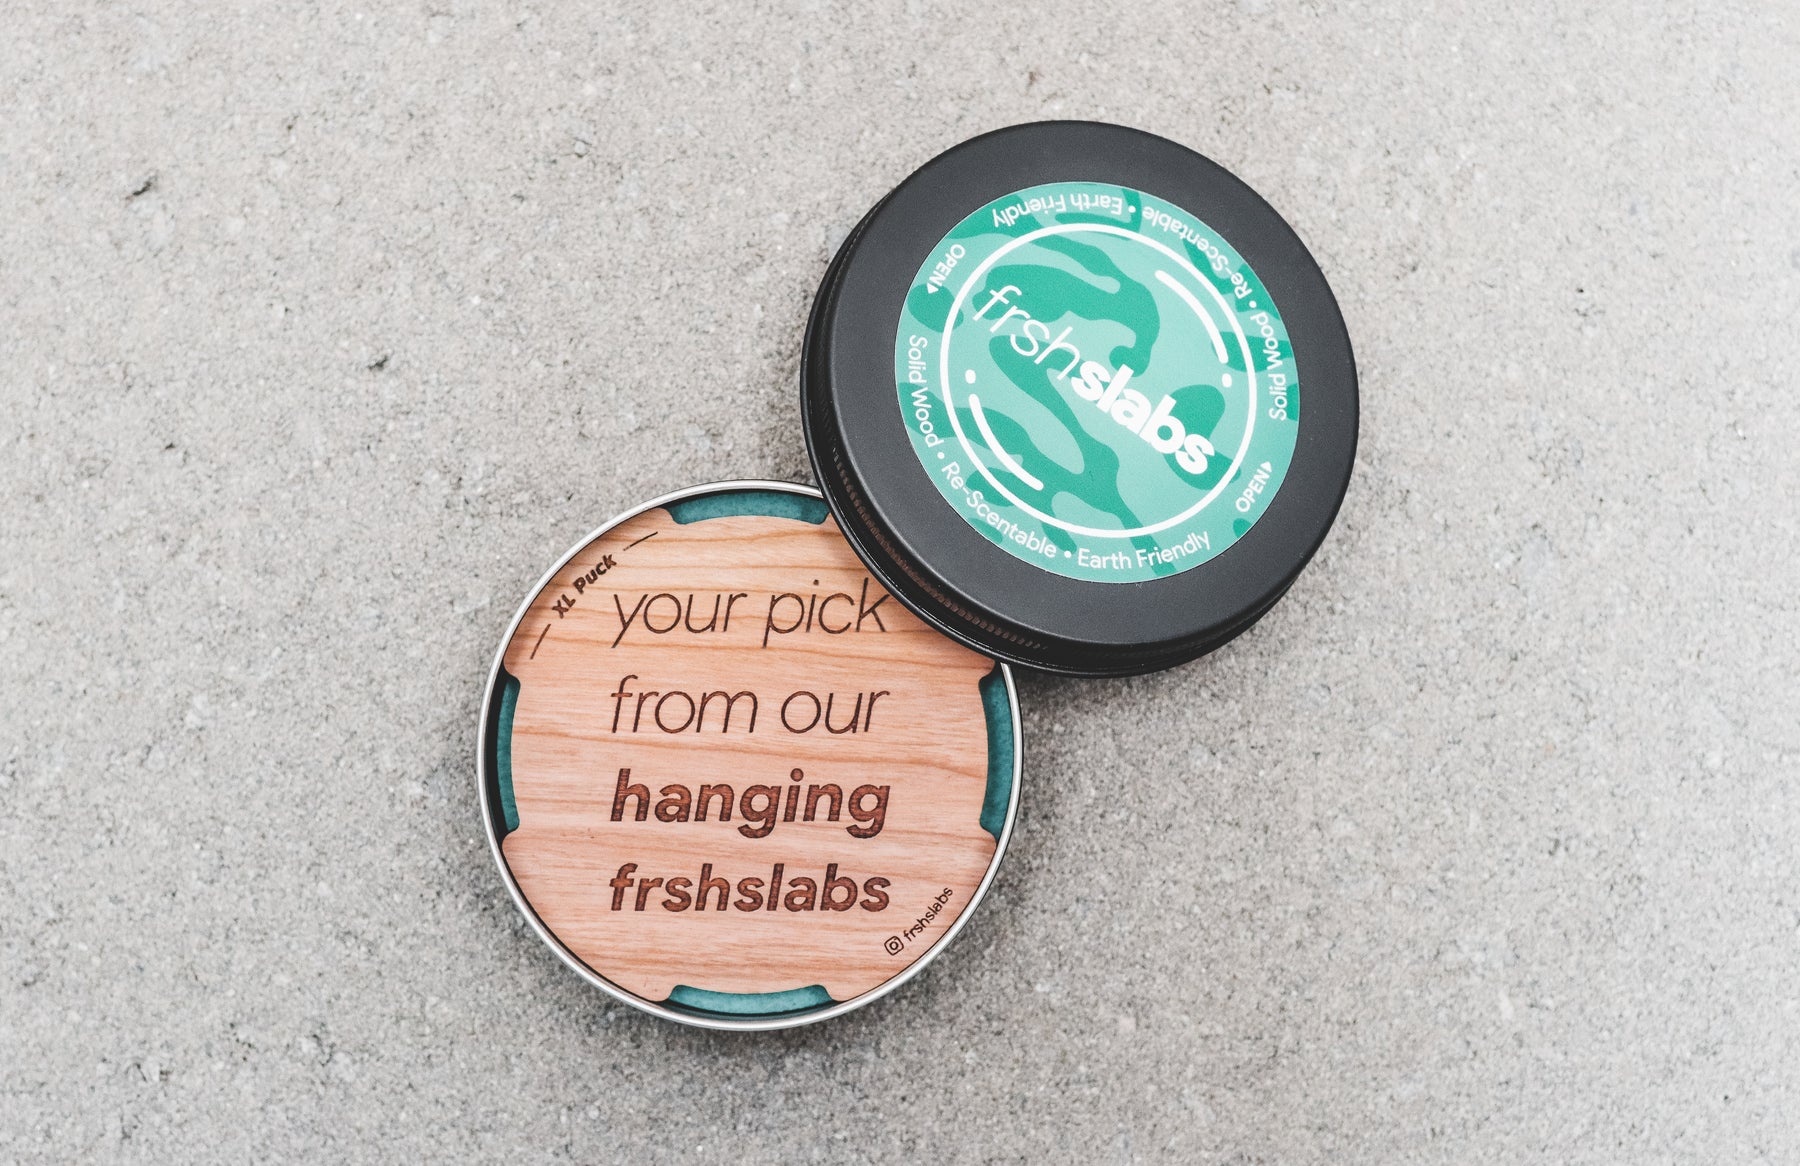 Earth Friendly • Re-Scentable • Solid Wood
OPEN
frshslabs
OPEN
Solid Wood • Re-Scentable • Earth Friendly
XL Puck
your pick
from our
hanging
frshslabs
frshslabs